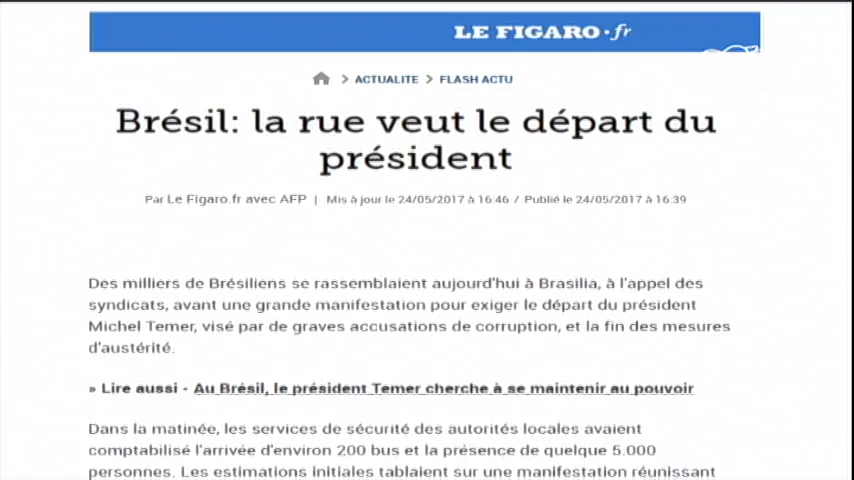 LE FIGARO·fr
> ACTUALITE > FLASH ACTU
Brésil: la rue veut le départ du
président
Par Le Figaro.fr avec AFP | Mis à jour le 24/05/2017 à 16:46 / Publié le 24/05/2017 à 16:39
Des milliers de Brésiliens se rassemblaient aujourd'hui à Brasilia, à l'appel des
syndicats, avant une grande manifestation pour exiger le départ du président
Michel Temer, visé par de graves accusations de corruption, et la fin des mesures
d'austérité.
» Lire aussi - Au Brésil, le président Temer cherche à se maintenir au pouvoir
Dans la matinée, les services de sécurité des autorités locales avaient
comptabilisé l'arrivée d'environ 200 bus et la présence de quelque 5.000
personnes. Les estimations initiales tablaient sur une manifestation réunissant